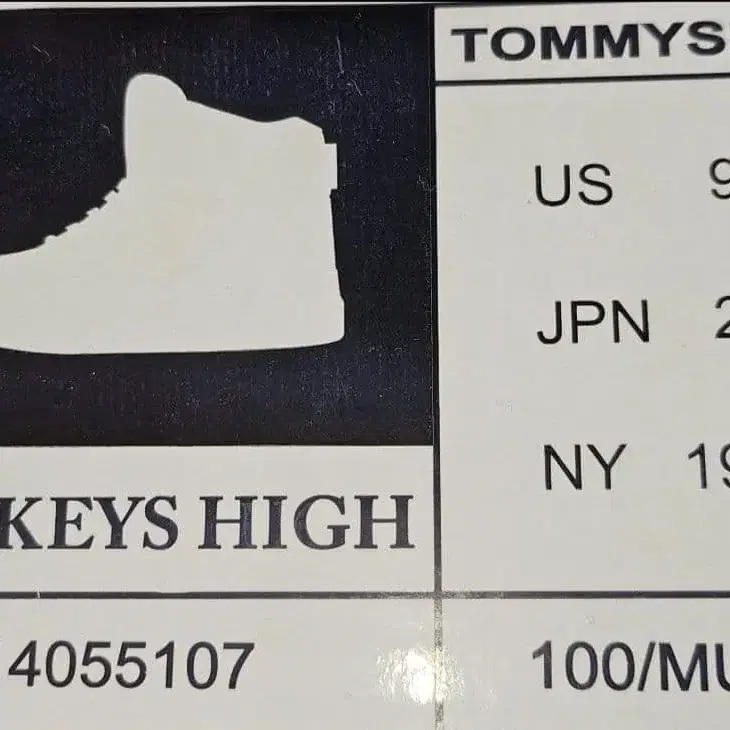 TOMMYS
US 9
JPN 2
NY 19
KEYS HIGH
4055107
100/MU